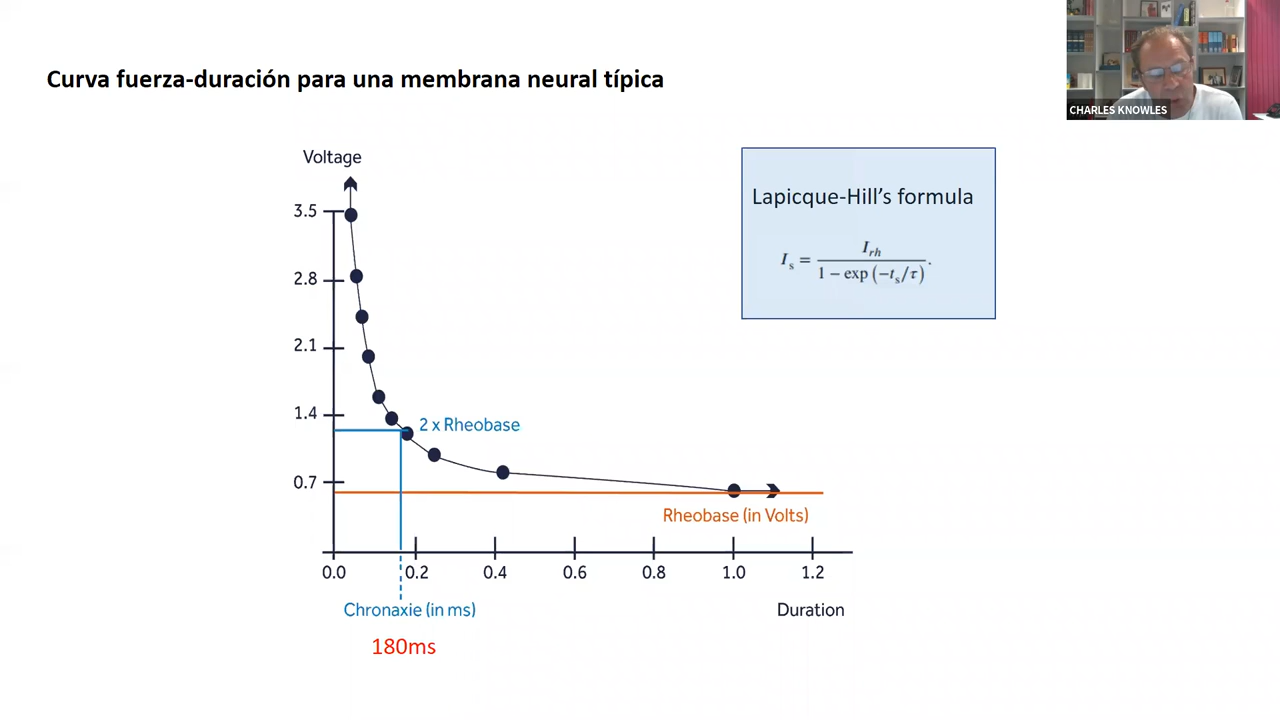 Curva fuerza-duración para una membrana neural típica
CHARLES KNOWLES
Voltage
3.5
2.8
2.1
1.4
0.7
2 x Rheobase
Rheobase (in Volts)
0.0 0.2 0.4 0.6 0.8 1.0 1.2
Chronaxie (in ms)
Duration
180ms
Lapicque-Hill's formula
I_s = I_rh / (1 − exp (−t_s/τ)).